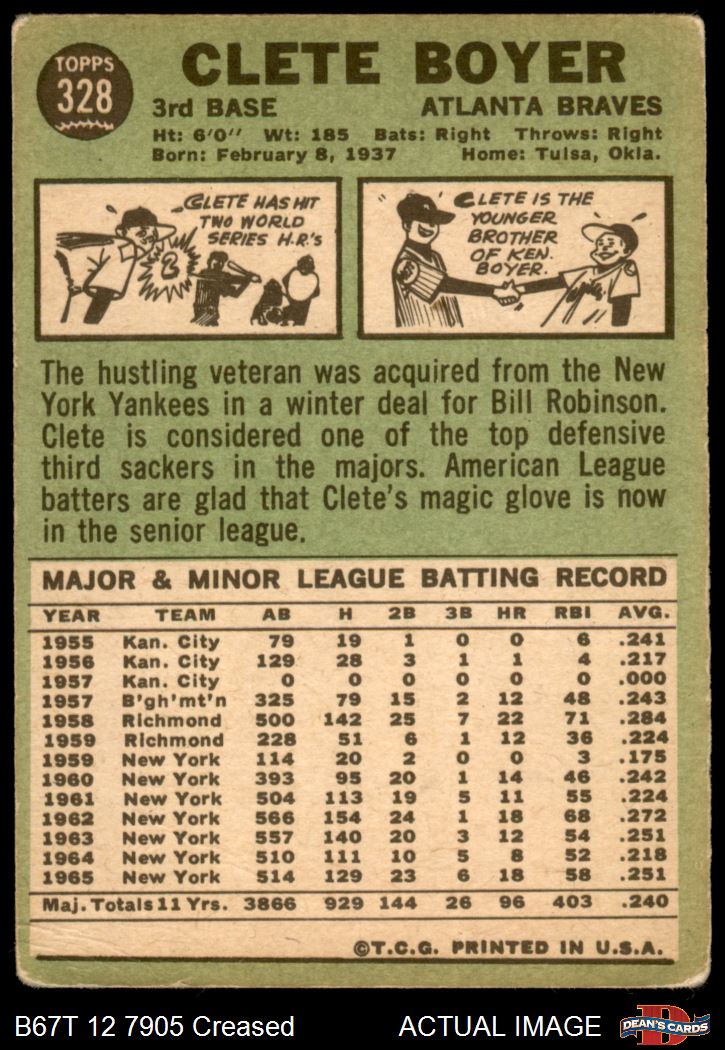 TOPPS
328
CLETE BOYER
3rd BASE ATLANTA BRAVES
Ht: 6'0" Wt: 185 Bats: Right Throws: Right
Born: February 8, 1937 Home: Tulsa, Okla.
CLETE HAS HIT
TWO WORLD
SERIES H.R.'s
2
CLETE IS THE
YOUNGER
BROTHER
OF KEN
BOYER.
The hustling veteran was acquired from the New
York Yankees in a winter deal for Bill Robinson.
Clete is considered one of the top defensive
third sackers in the majors. American League
batters are glad that Clete's magic glove is now
in the senior league.
MAJOR & MINOR LEAGUE BATTING RECORD
YEAR TEAM AB H 2B 3B HR RBI AVG.
1955 Kan. City 79 19 1 0 0 6 .241
1956 Kan. City 129 28 3 1 1 4 .217
1957 Kan. City 0 0 0 0 0 0 .000
1957 B'gh'mt'n 325 79 15 2 12 48 .243
1958 Richmond 500 142 25 7 22 71 .284
1959 Richmond 228 51 6 1 12 36 .224
1959 New York 114 20 2 0 0 3 .175
1960 New York 393 95 20 1 14 46 .242
1961 New York 504 113 19 5 11 55 .224
1962 New York 566 154 24 1 18 68 .272
1963 New York 557 140 20 3 12 54 .251
1964 New York 510 111 10 5 8 52 .218
1965 New York 514 129 23 6 18 58 .251
Maj. Totals 11 Yrs. 3866 929 144 26 96 403 .240
©T.C.G. PRINTED IN U.S.A.
B67T 12 7905 Creased ACTUAL IMAGE
D
DEAN'S CARDS